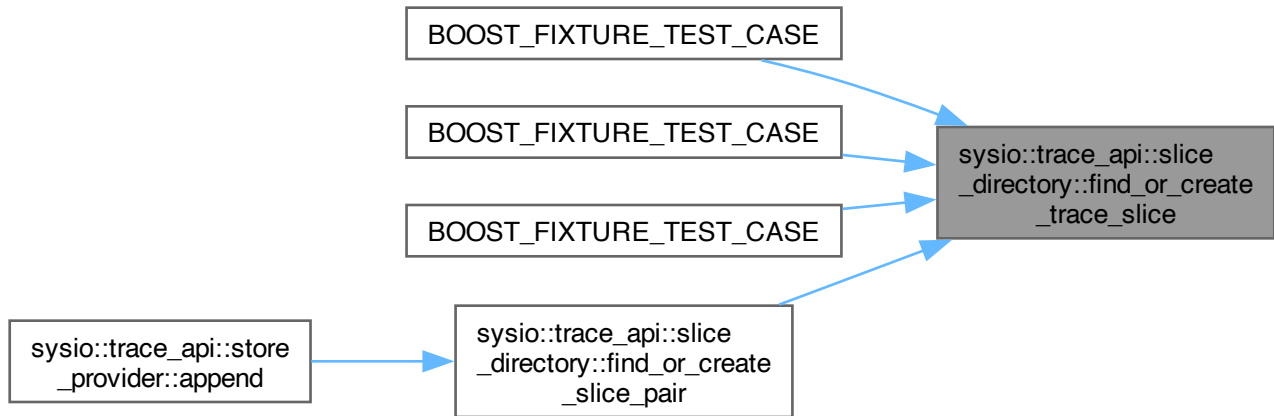 BOOST_FIXTURE_TEST_CASE
BOOST_FIXTURE_TEST_CASE
BOOST_FIXTURE_TEST_CASE
sysio::trace_api::slice
_directory::find_or_create
_trace_slice
sysio::trace_api::store
_provider::append
sysio::trace_api::slice
_directory::find_or_create
_slice_pair